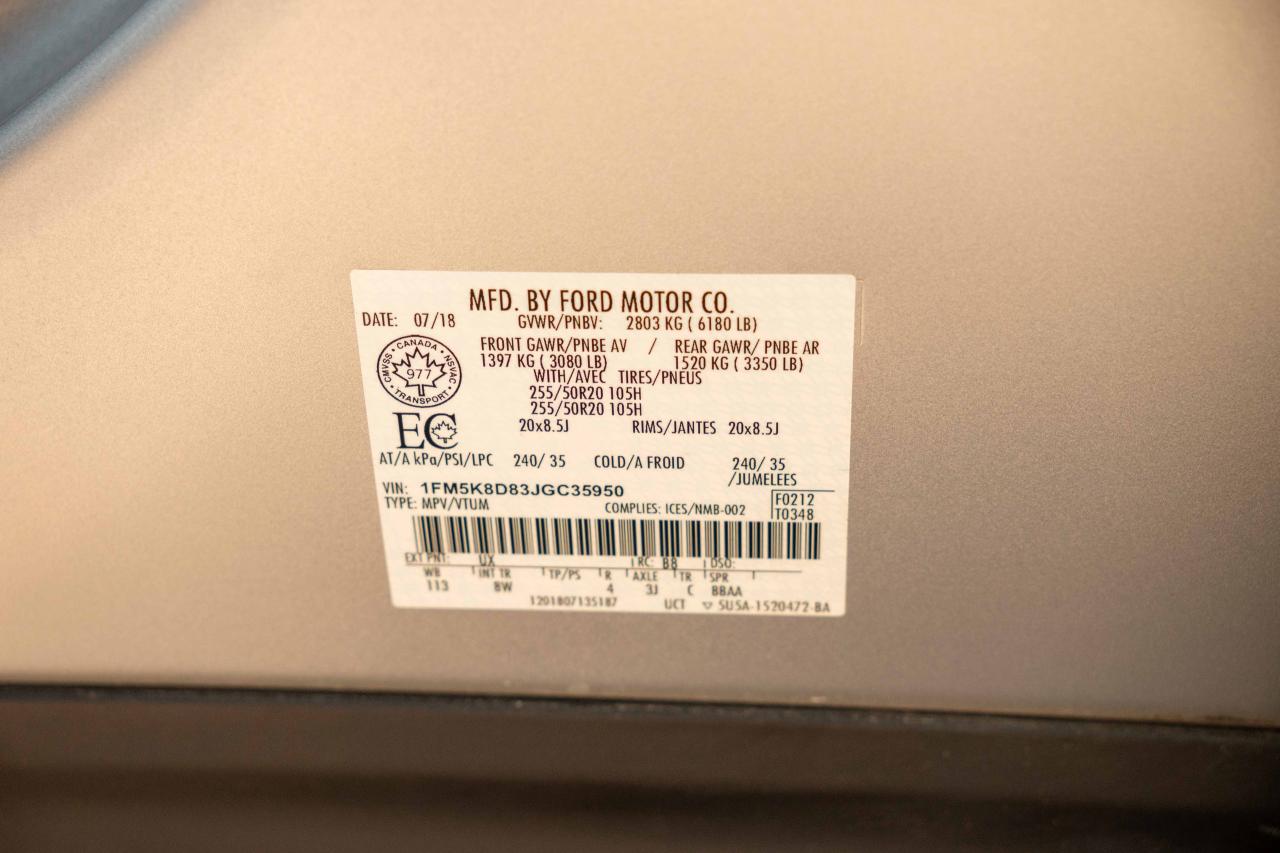 MFD. BY FORD MOTOR CO.
DATE: 07/18 GVWR/PNBV: 2803 KG ( 6180 LB)
FRONT GAWR/PNBE AV / REAR GAWR/ PNBE AR
1397 KG ( 3080 LB) 1520 KG ( 3350 LB)
WITH/AVEC TIRES/PNEUS
255/50R20 105H
255/50R20 105H
20x8.5J RIMS/JANTES 20x8.5J
CANADA
CMVSS 977 NSVAC
TRANSPORT
EC
AT/A kPa/PSI/LPC 240/ 35 COLD/A FROID 240/ 35
/JUMELEES
VIN: 1FM5K8D83JGC35950
F0212
TYPE: MPV/VTUM COMPLIES: ICES/NMB-002 T0348
EXT PNT: UX RC: BB DSO:
WB INT TR TP/PS R AXLE TR SPR
113 8W 4 3J C BBAA
1201807135187 UCT ▽ SU5A-1520472-BA